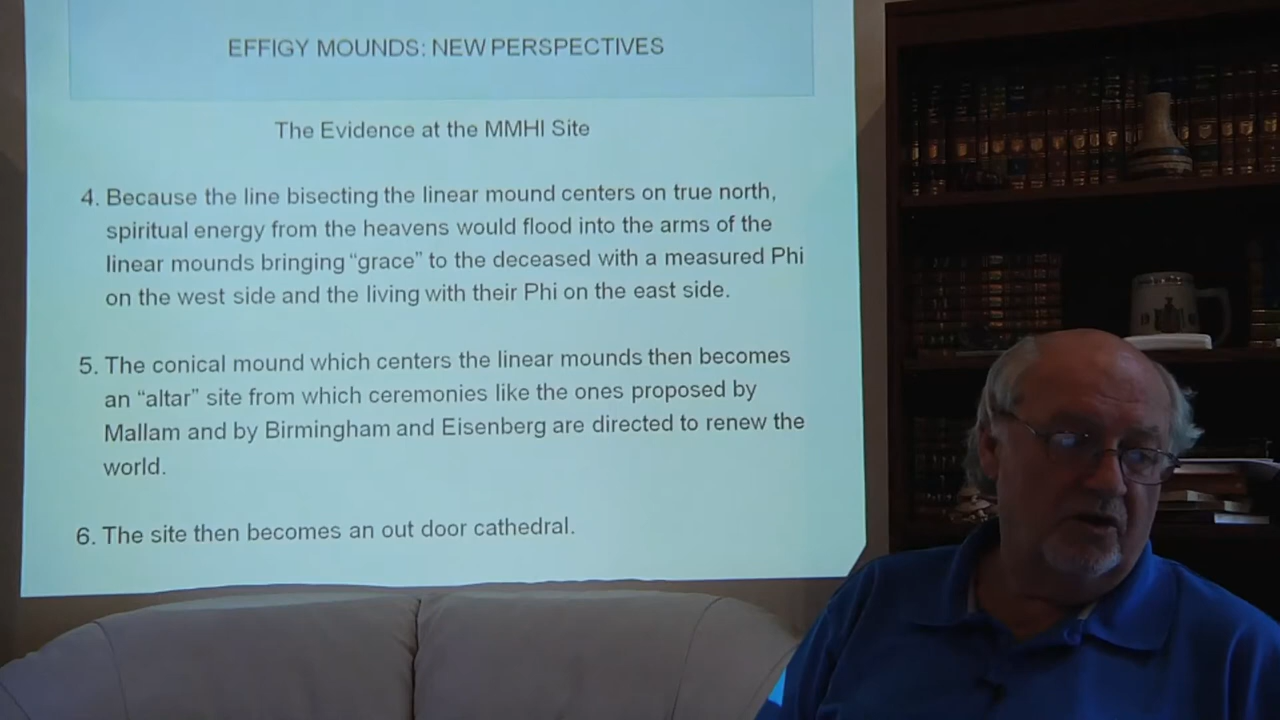 EFFIGY MOUNDS: NEW PERSPECTIVES
The Evidence at the MMHI Site
4. Because the line bisecting the linear mound centers on true north,
spiritual energy from the heavens would flood into the arms of the
linear mounds bringing “grace” to the deceased with a measured Phi
on the west side and the living with their Phi on the east side.
5. The conical mound which centers the linear mounds then becomes
an “altar” site from which ceremonies like the ones proposed by
Mallam and by Birmingham and Eisenberg are directed to renew the
world.
6. The site then becomes an out door cathedral.